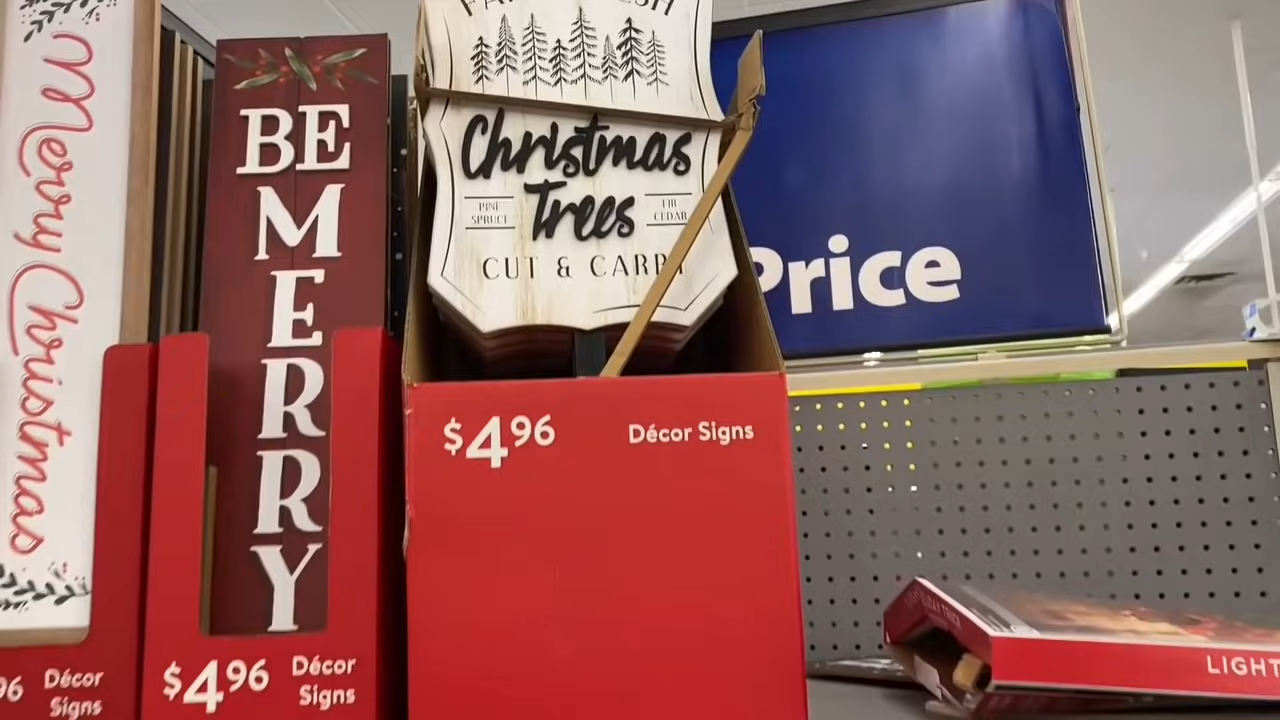 Merry Christmas
BE
MERRY
Christmas
Trees
PINE
SPRUCE
FIR
CEDAR
CUT & CARRY
Price
$4.96
Décor Signs
$4.96
Décor
Signs
96
Décor
Signs
LIGHT